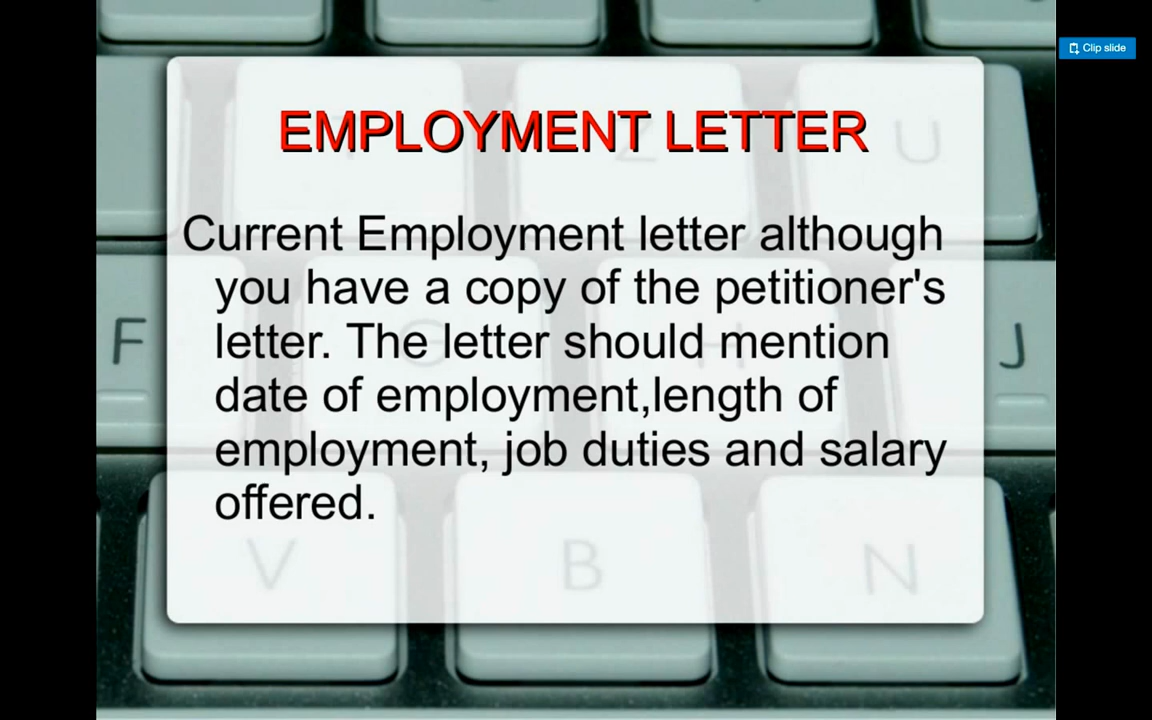 Clip slide
EMPLOYMENT LETTER
Current Employment letter although
you have a copy of the petitioner's
letter. The letter should mention
date of employment,length of
employment, job duties and salary
offered.
U
F
J
V
B
N